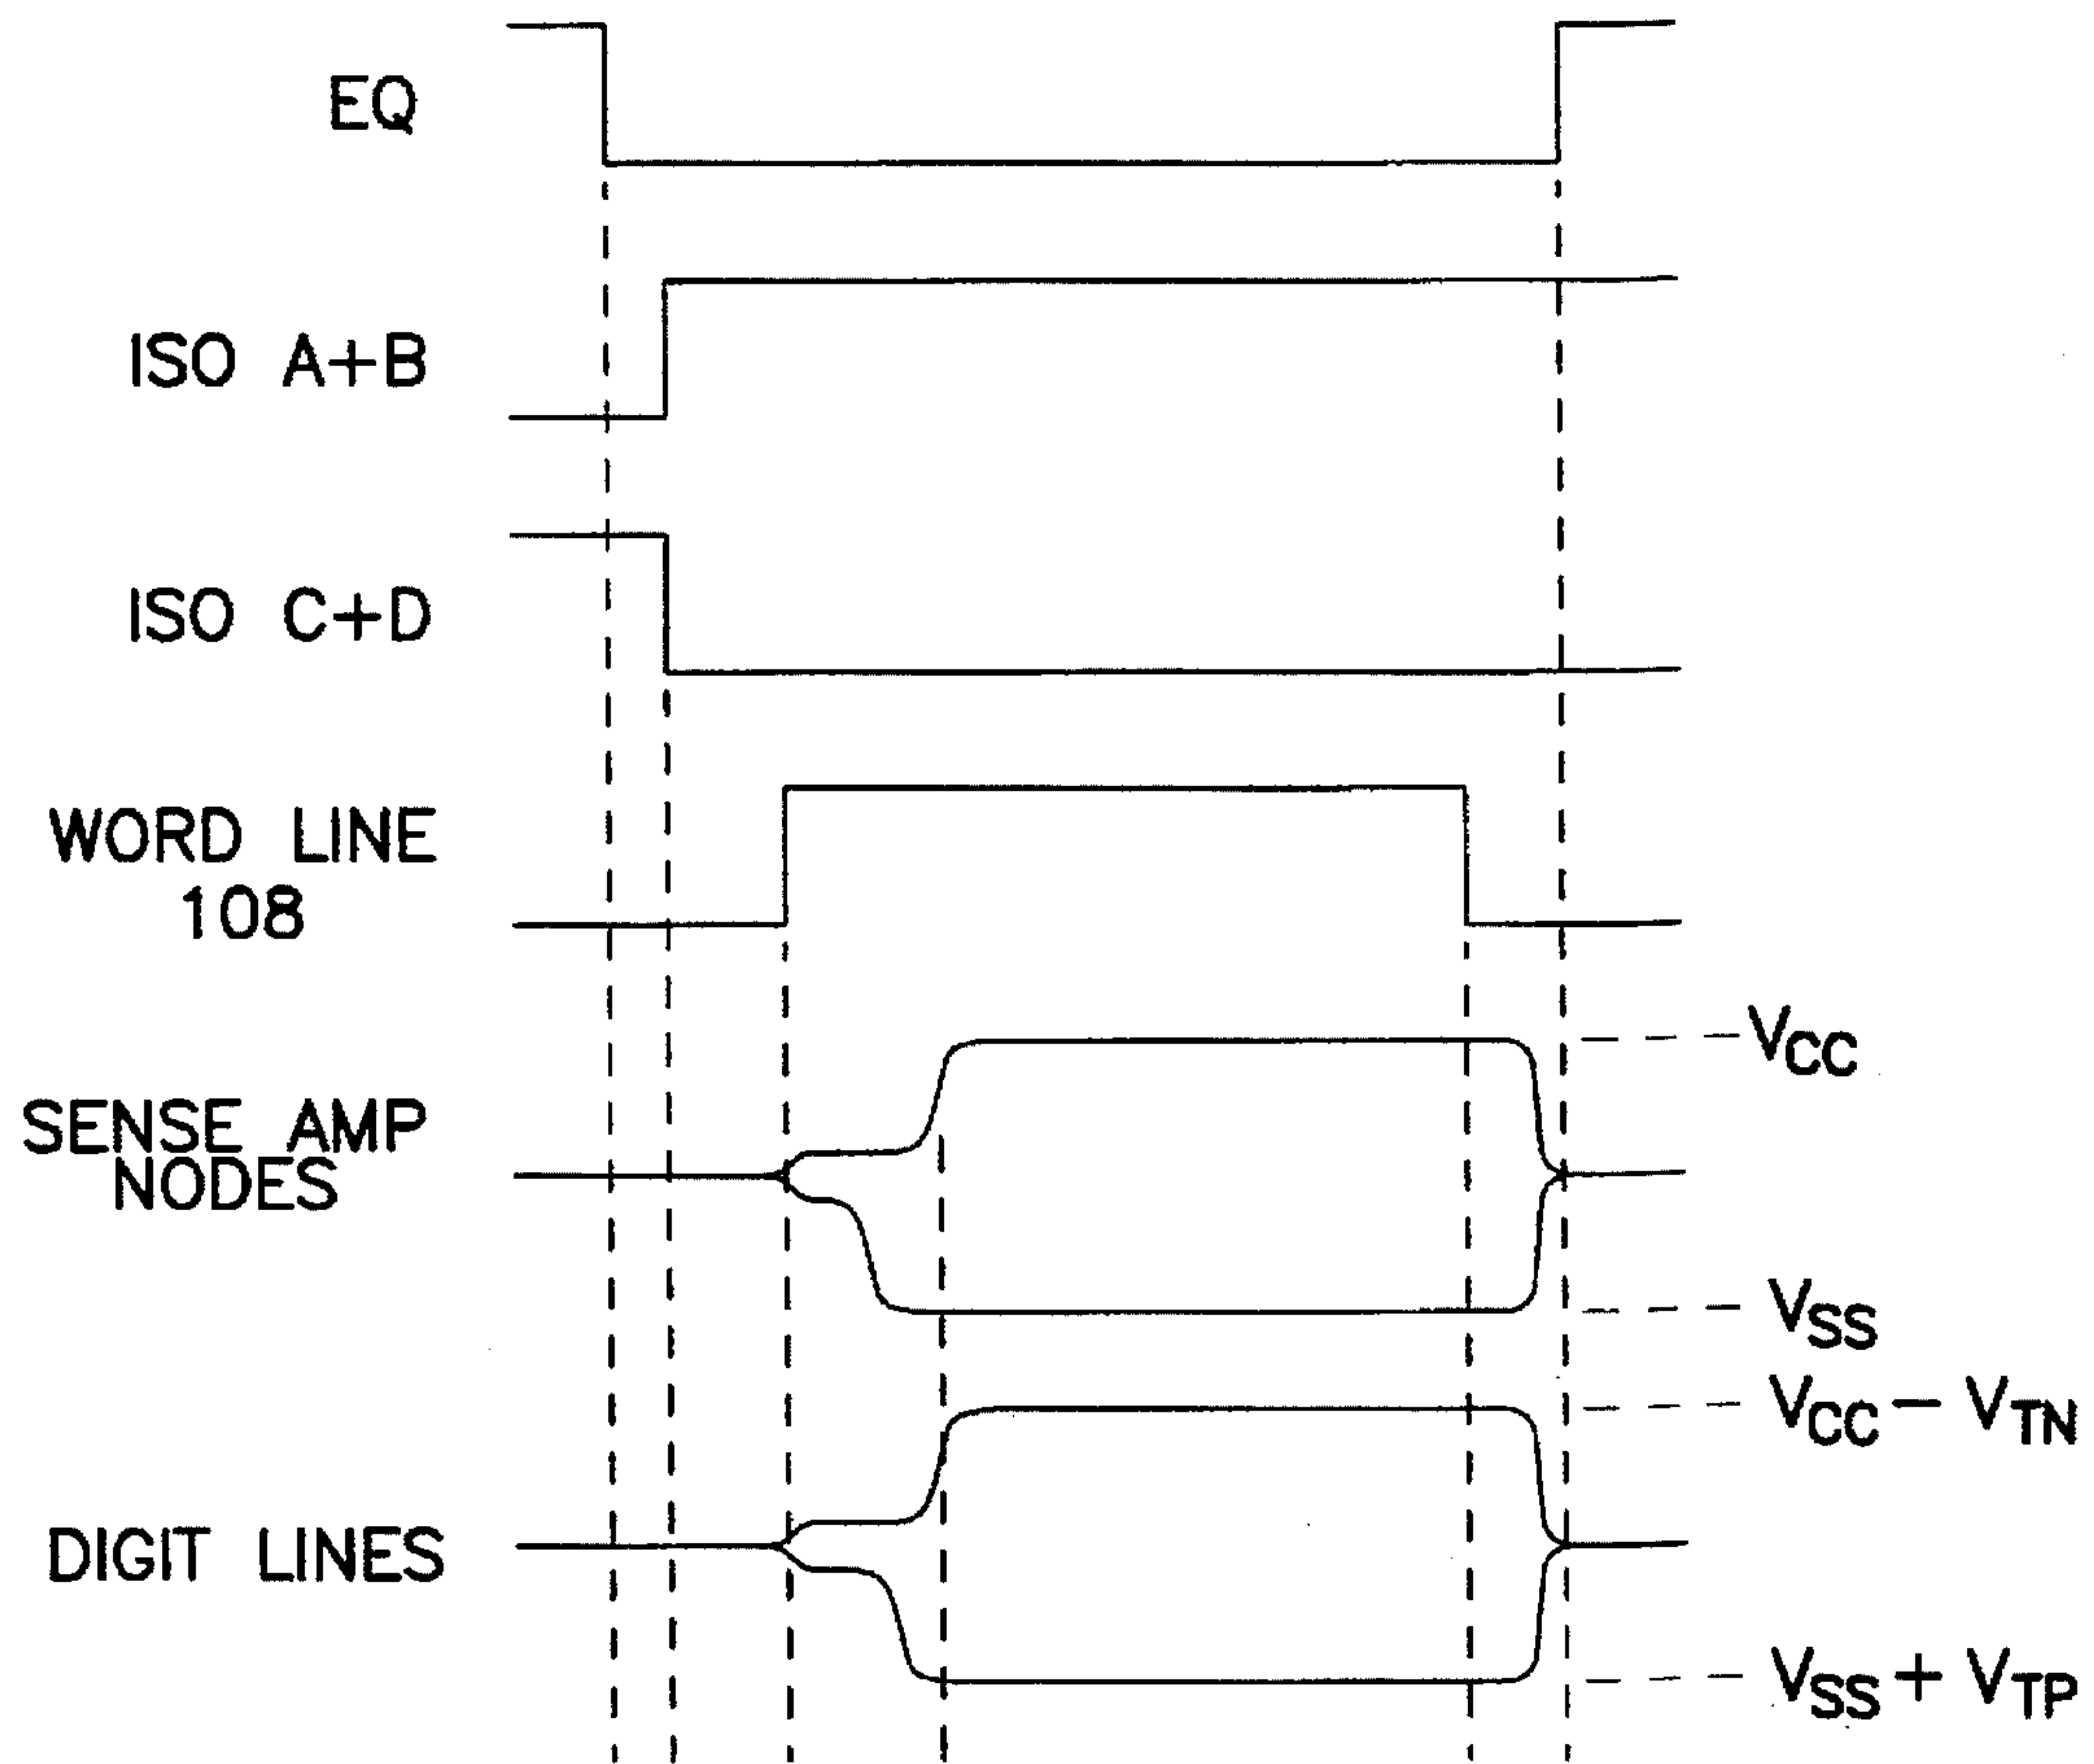 EQ
ISO A+B
ISO C+D
WORD LINE
108
VCC
SENSE AMP
NODES
VSS
VCC – VTN
DIGIT LINES
VSS + VTP